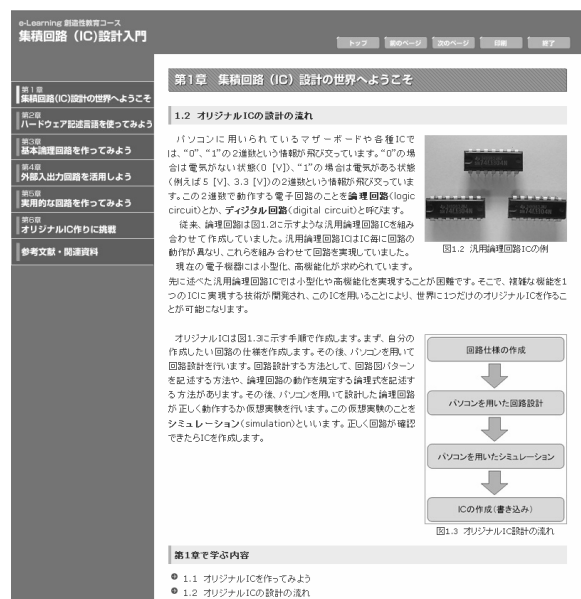 e-Learning 創造性教育コース
集積回路（IC）設計入門
トップ
前のページ
次のページ
印刷
終了
第1章
集積回路(IC)設計の世界へようこそ
第2章
ハードウェア記述言語を使ってみよう
第3章
基本論理回路を作ってみよう
第4章
外部入出力回路を活用しよう
第5章
実用的な回路を作ってみよう
第6章
オリジナルIC作りに挑戦
参考文献・関連資料
第1章 集積回路（IC）設計の世界へようこそ
1.2 オリジナルICの設計の流れ
パソコンに用いられているマザーボードや各種ICで
は、“0”、“1”の2進数という情報が飛び交っています。“0”の場
合は電気がない状態(0 [V])、“1”の場合は電気がある状態
(例えば5 [V]、3.3 [V])の2進数という情報が飛び交っていま
す。この2進数で動作する電子回路のことを論理回路(logic
circuit)とか、ディジタル回路(digital circuit)と呼びます。
従来、論理回路は図1.2に示すような汎用論理回路ICを組み
合わせて作成していました。汎用論理回路ICはIC毎に回路の
動作が異なり、これらを組み合わせて回路を実現していました。
現在の電子機器には小型化、高機能化が求められています。
先に述べた汎用論理回路ICでは小型化や高機能化を実現することが困難です。そこで、複雑な機能を1
つのICに実現する技術が開発され、このICを用いることにより、世界に1つだけのオリジナルICを作るこ
とが可能になります。
図1.2 汎用論理回路ICの例
オリジナルICは図1.3に示す手順で作成します。まず、自分の
作成したい回路の仕様を作成します。その後、パソコンを用いて
回路設計を行います。回路設計する方法として、回路図パターン
を記述する方法や、論理回路の動作を規定する論理式を記述す
る方法があります。その後、パソコンを用いて設計した論理回路
が正しく動作するか仮想実験を行います。この仮想実験のことを
シミュレーション(simulation)といいます。正しく回路が確認
できたらICを作成します。
回路仕様の作成
パソコンを用いた回路設計
パソコンを用いたシミュレーション
ICの作成(書き込み)
図1.3 オリジナルIC設計の流れ
第1章で学ぶ内容
1.1 オリジナルICを作ってみよう
1.2 オリジナルICの設計の流れ